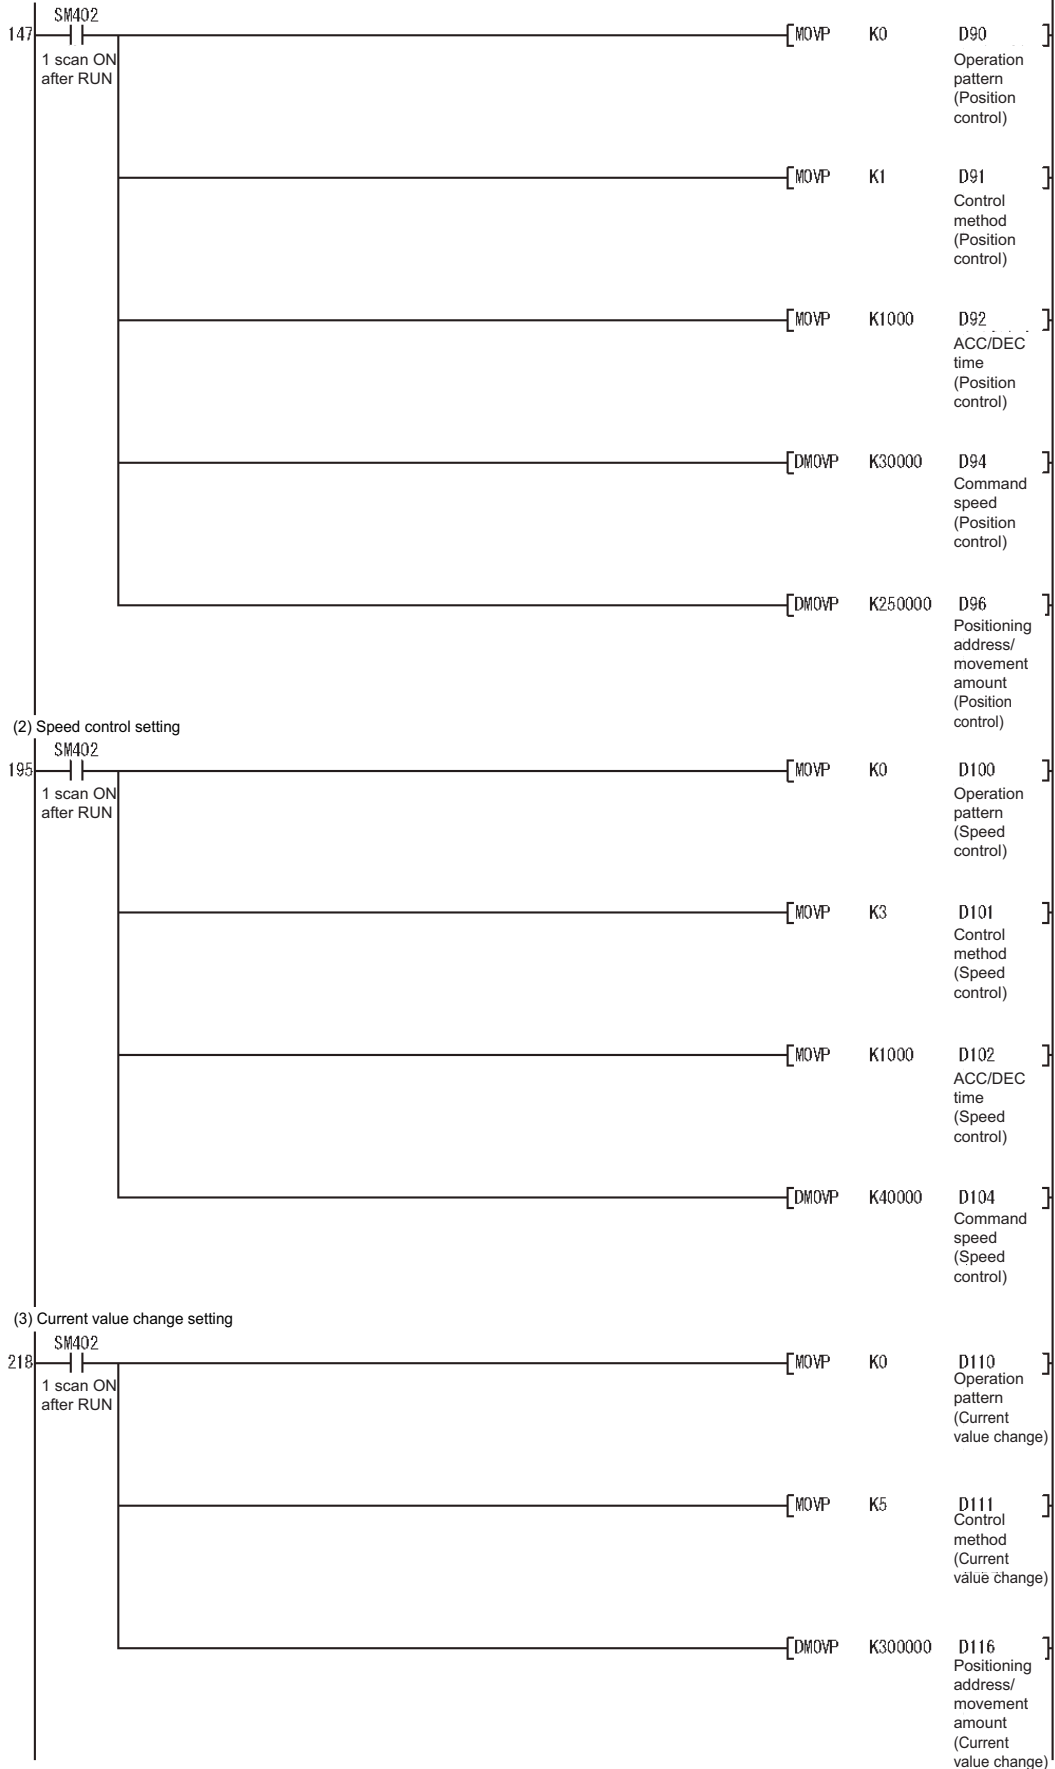 SM402
147 [MOVP K0 D90 ]
1 scan ON
after RUN
Operation
pattern
(Position
control)
[MOVP K1 D91 ]
Control
method
(Position
control)
[MOVP K1000 D92 ]
ACC/DEC
time
(Position
control)
[DMOVP K30000 D94 ]
Command
speed
(Position
control)
[DMOVP K250000 D96 ]
Positioning
address/
movement
amount
(Position
control)
(2) Speed control setting
SM402
195 [MOVP K0 D100 ]
1 scan ON
after RUN
Operation
pattern
(Speed
control)
[MOVP K3 D101 ]
Control
method
(Speed
control)
[MOVP K1000 D102 ]
ACC/DEC
time
(Speed
control)
[DMOVP K40000 D104 ]
Command
speed
(Speed
control)
(3) Current value change setting
SM402
218 [MOVP K0 D110 ]
1 scan ON
after RUN
Operation
pattern
(Current
value change)
[MOVP K5 D111 ]
Control
method
(Current
value change)
[DMOVP K300000 D116 ]
Positioning
address/
movement
amount
(Current
value change)